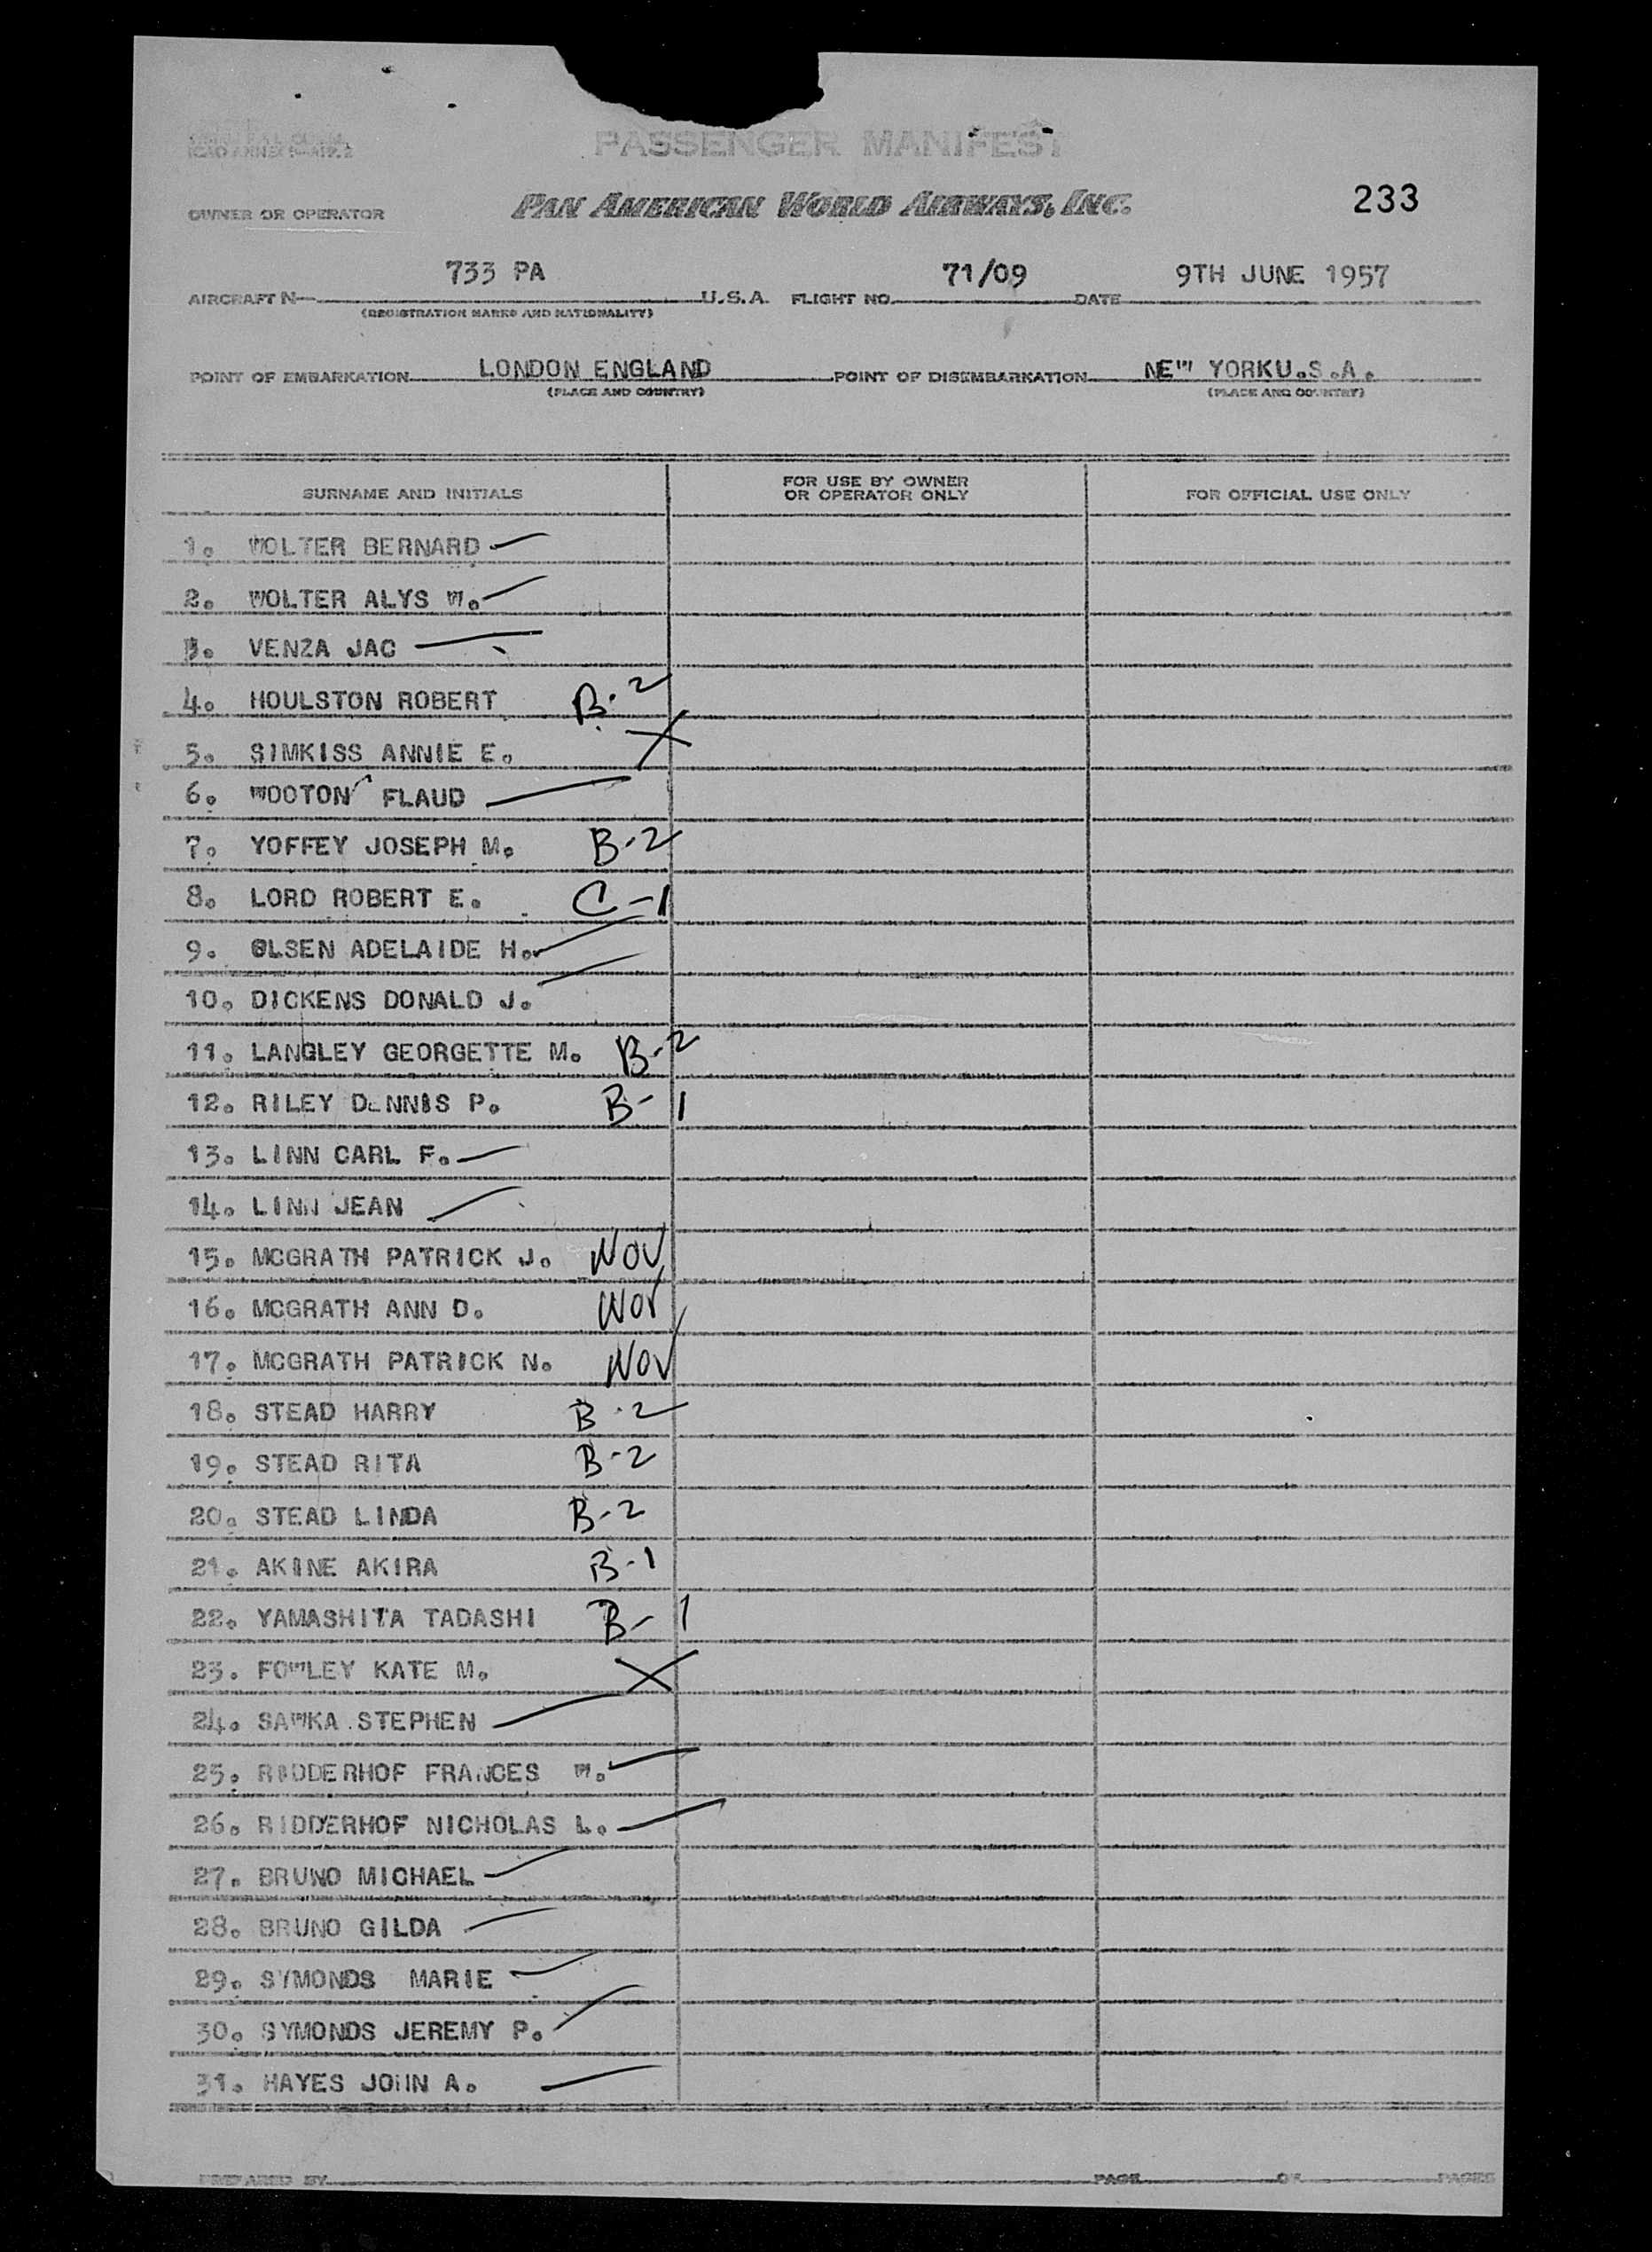 PASSENGER MANIFEST
OWNER OR OPERATOR PAN AMERICAN WORLD AIRWAYS, INC. 233
733 PA 71/09 9TH JUNE 1957
AIRCRAFT N U.S.A. FLIGHT NO. DATE
(REGISTRATION MARKS AND NATIONALITY)
POINT OF EMBARKATION LONDON ENGLAND POINT OF DISEMBARKATION NEW YORKU.S.A.
(PLACE AND COUNTRY) (PLACE AND COUNTRY)
SURNAME AND INITIALS FOR USE BY OWNER OR OPERATOR ONLY FOR OFFICIAL USE ONLY
1. WOLTER BERNARD
2. WOLTER ALYS W.
3. VENZA JAC
4. HOULSTON ROBERT B-2
5. SIMKISS ANNIE E. X
6. WOOTON FLAUD
7. YOFFEY JOSEPH M. B-2
8. LORD ROBERT E. C-1
9. OLSEN ADELAIDE H.
10. DICKENS DONALD J.
11. LANGLEY GEORGETTE M. B-2
12. RILEY DENNIS P. B-1
13. LINN CARL F.
14. LINN JEAN
15. MCGRATH PATRICK J. NOV
16. MCGRATH ANN D. NOV
17. MCGRATH PATRICK N. NOV
18. STEAD HARRY B-2
19. STEAD RITA B-2
20. STEAD LINDA B-2
21. AKINE AKIRA B-1
22. YAMASHITA TADASHI B-1
23. FOWLEY KATE M. X
24. SAWKA STEPHEN
25. RIDDERHOF FRANCES W.
26. RIDDERHOF NICHOLAS L.
27. BRUNO MICHAEL
28. BRUNO GILDA
29. SYMONDS MARIE
30. SYMONDS JEREMY P.
31. HAYES JOHN A.
PREPARED BY PAGE OF PAGES